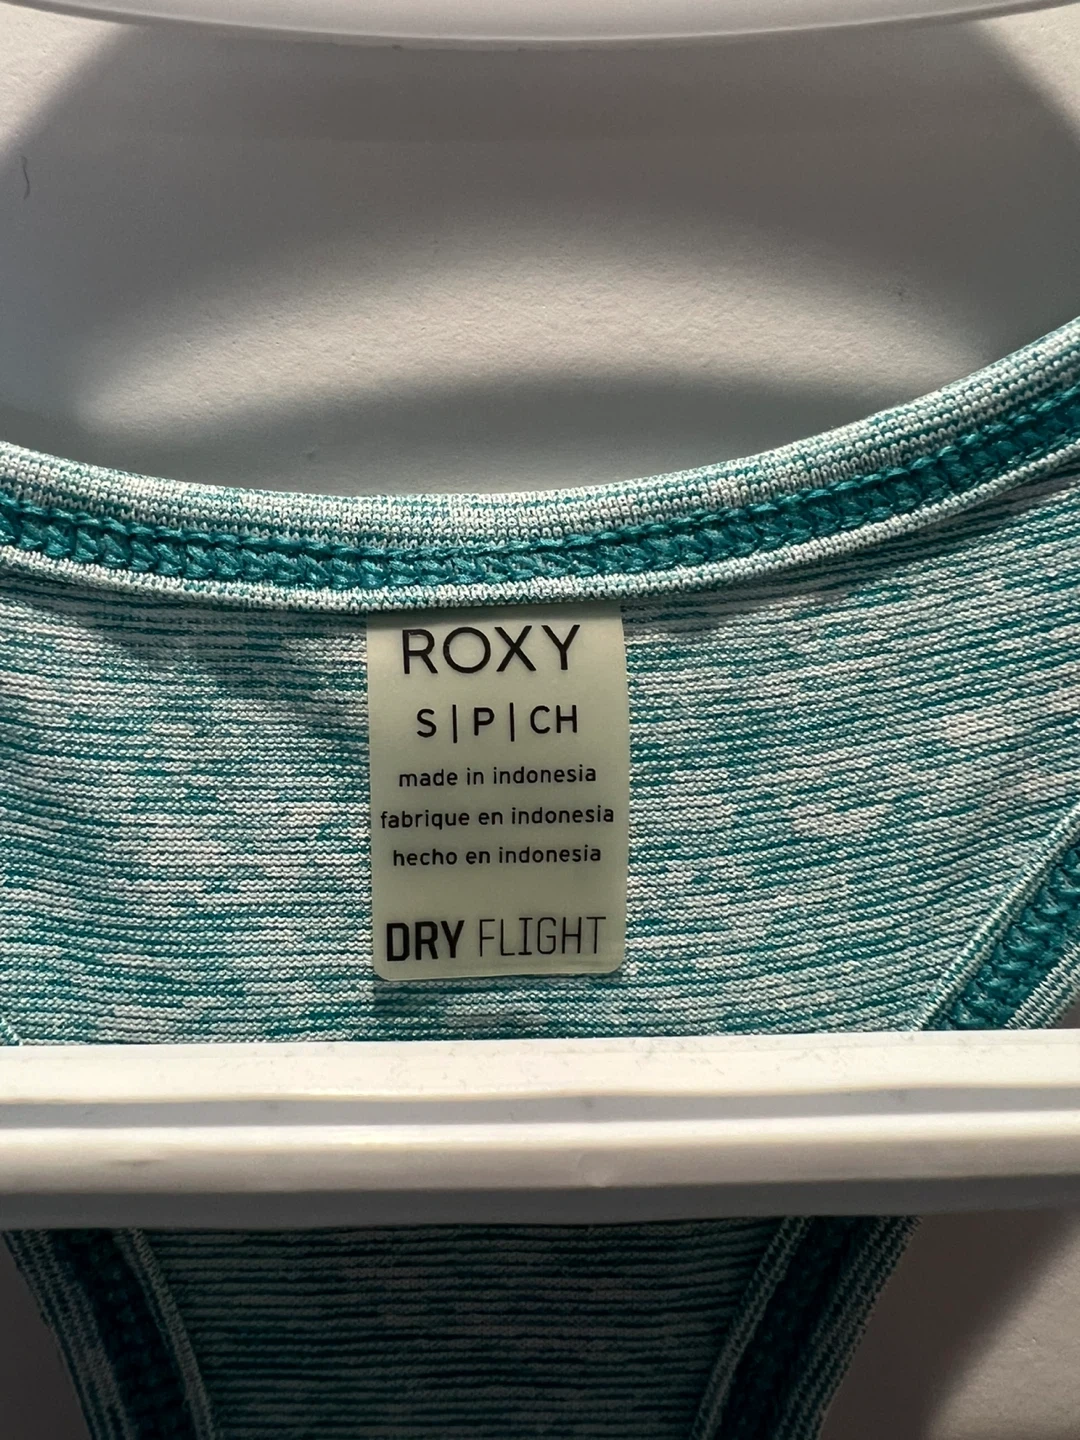 ROXY
S | P | CH
made in indonesia
fabrique en indonesia
hecho en indonesia
DRY FLIGHT